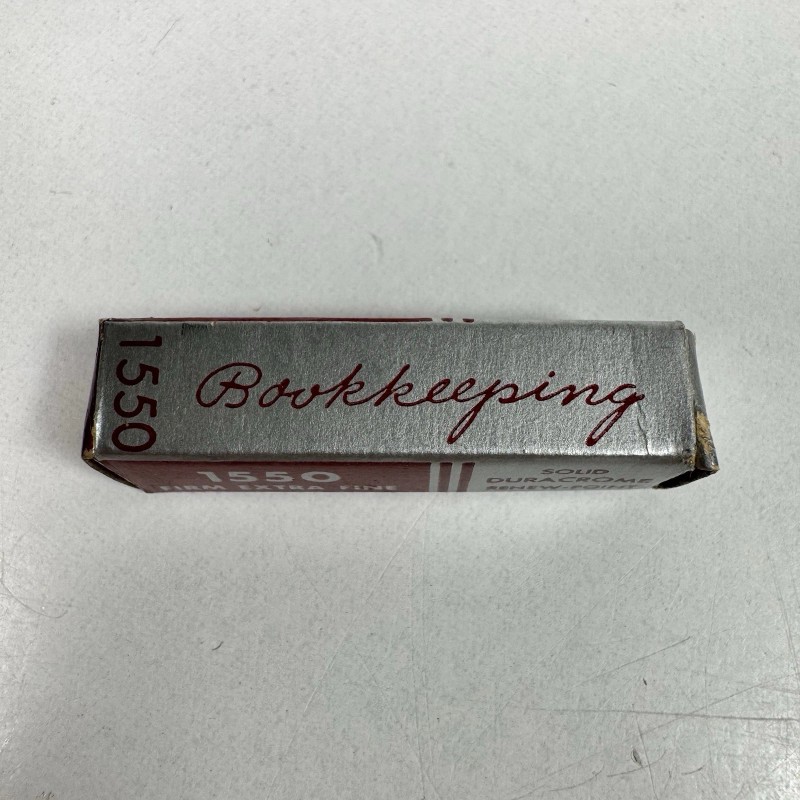 1550
Bookkeeping
1550
FIRM EXTRA FINE
SOLID
DURACROME
RENEW-POINT